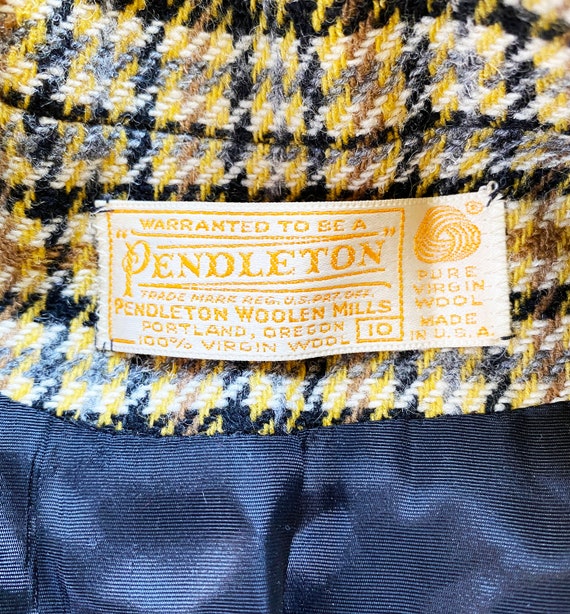 WARRANTED TO BE A
"PENDLETON"
TRADE MARK REG. U.S. PAT. OFF.
PENDLETON WOOLEN MILLS
PORTLAND, OREGON
10
100% VIRGIN WOOL
®
PURE
VIRGIN
WOOL
MADE
IN U.S.A.